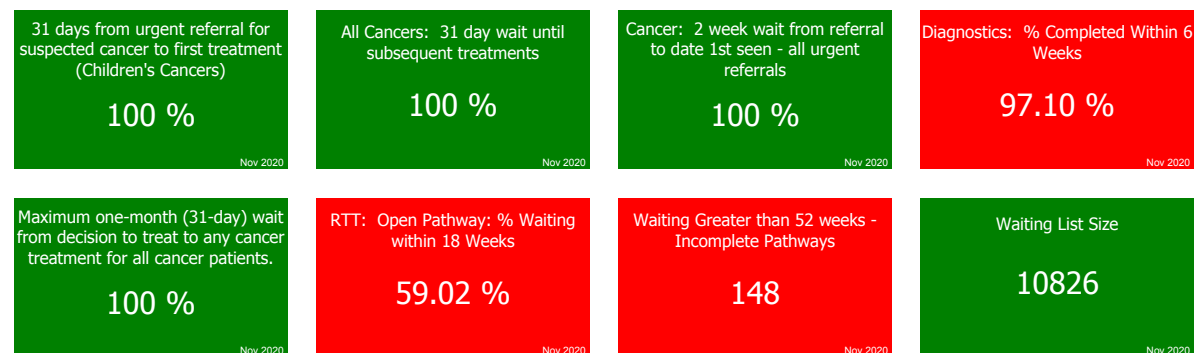 31 days from urgent referral for
suspected cancer to first treatment
(Children's Cancers)
100 %
Nov 2020
All Cancers:  31 day wait until
subsequent treatments
100 %
Nov 2020
Cancer:  2 week wait from referral
to date 1st seen - all urgent
referrals
100 %
Nov 2020
Diagnostics:  % Completed Within 6
Weeks
97.10 %
Nov 2020
Maximum one-month (31-day) wait
from decision to treat to any cancer
treatment for all cancer patients.
100 %
Nov 2020
RTT:  Open Pathway: % Waiting
within 18 Weeks
59.02 %
Nov 2020
Waiting Greater than 52 weeks -
Incomplete Pathways
148
Nov 2020
Waiting List Size
10826
Nov 2020